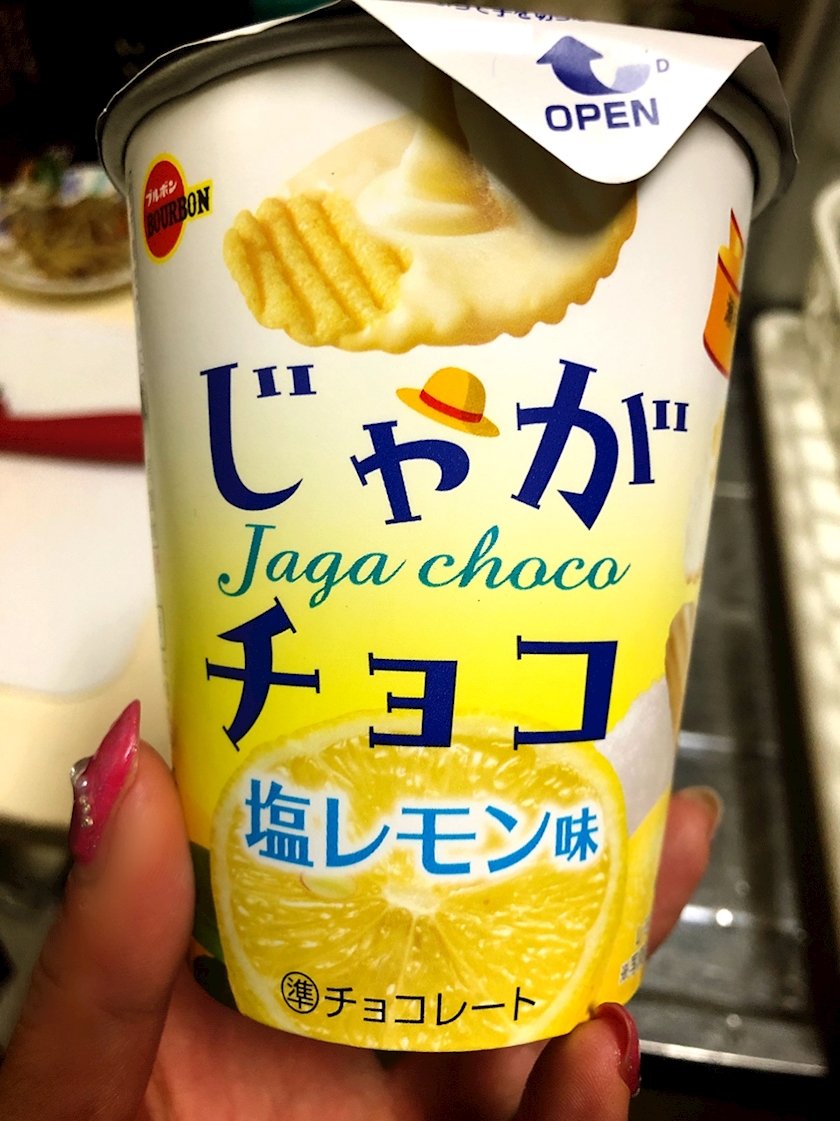 OPEN
ブルボン
BOURBON
じゃが
Jaga choco
チョコ
塩レモン味
準チョコレート